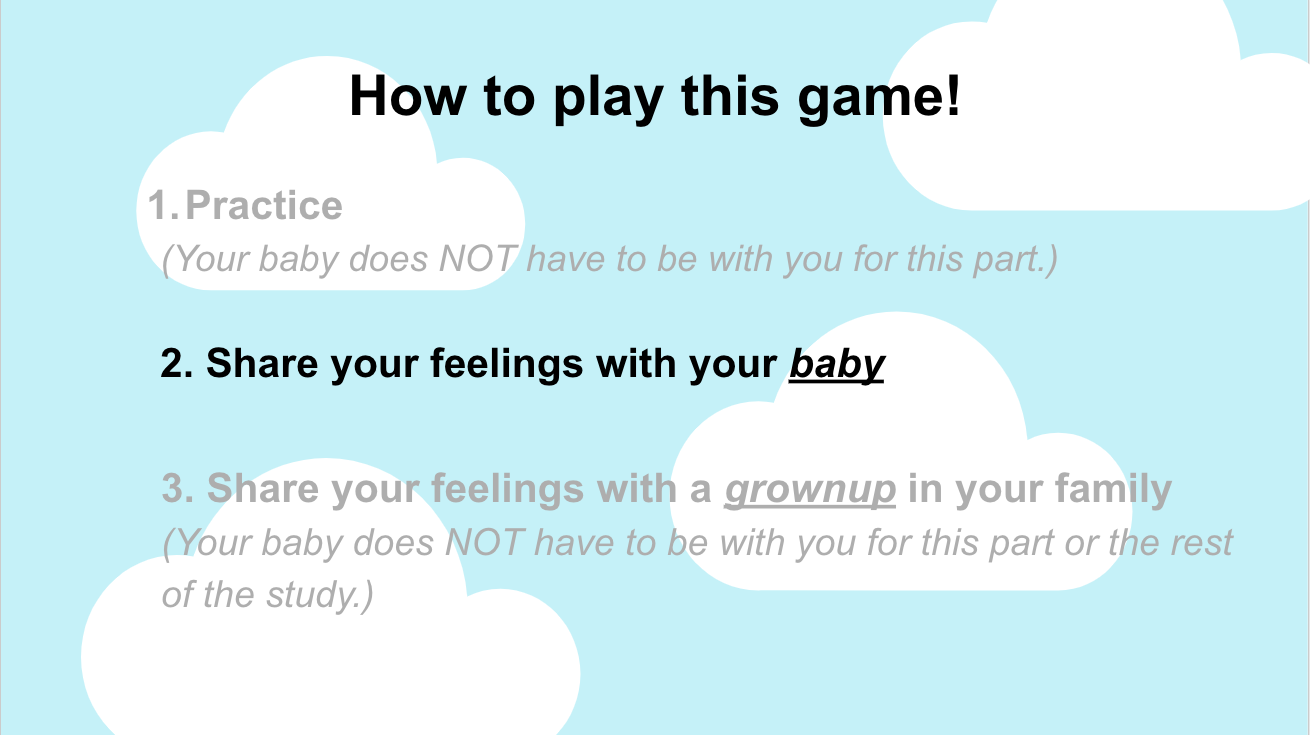 How to play this game!
1. Practice
(Your baby does NOT have to be with you for this part.)
2. Share your feelings with your baby
3. Share your feelings with a grownup in your family
(Your baby does NOT have to be with you for this part or the rest
of the study.)